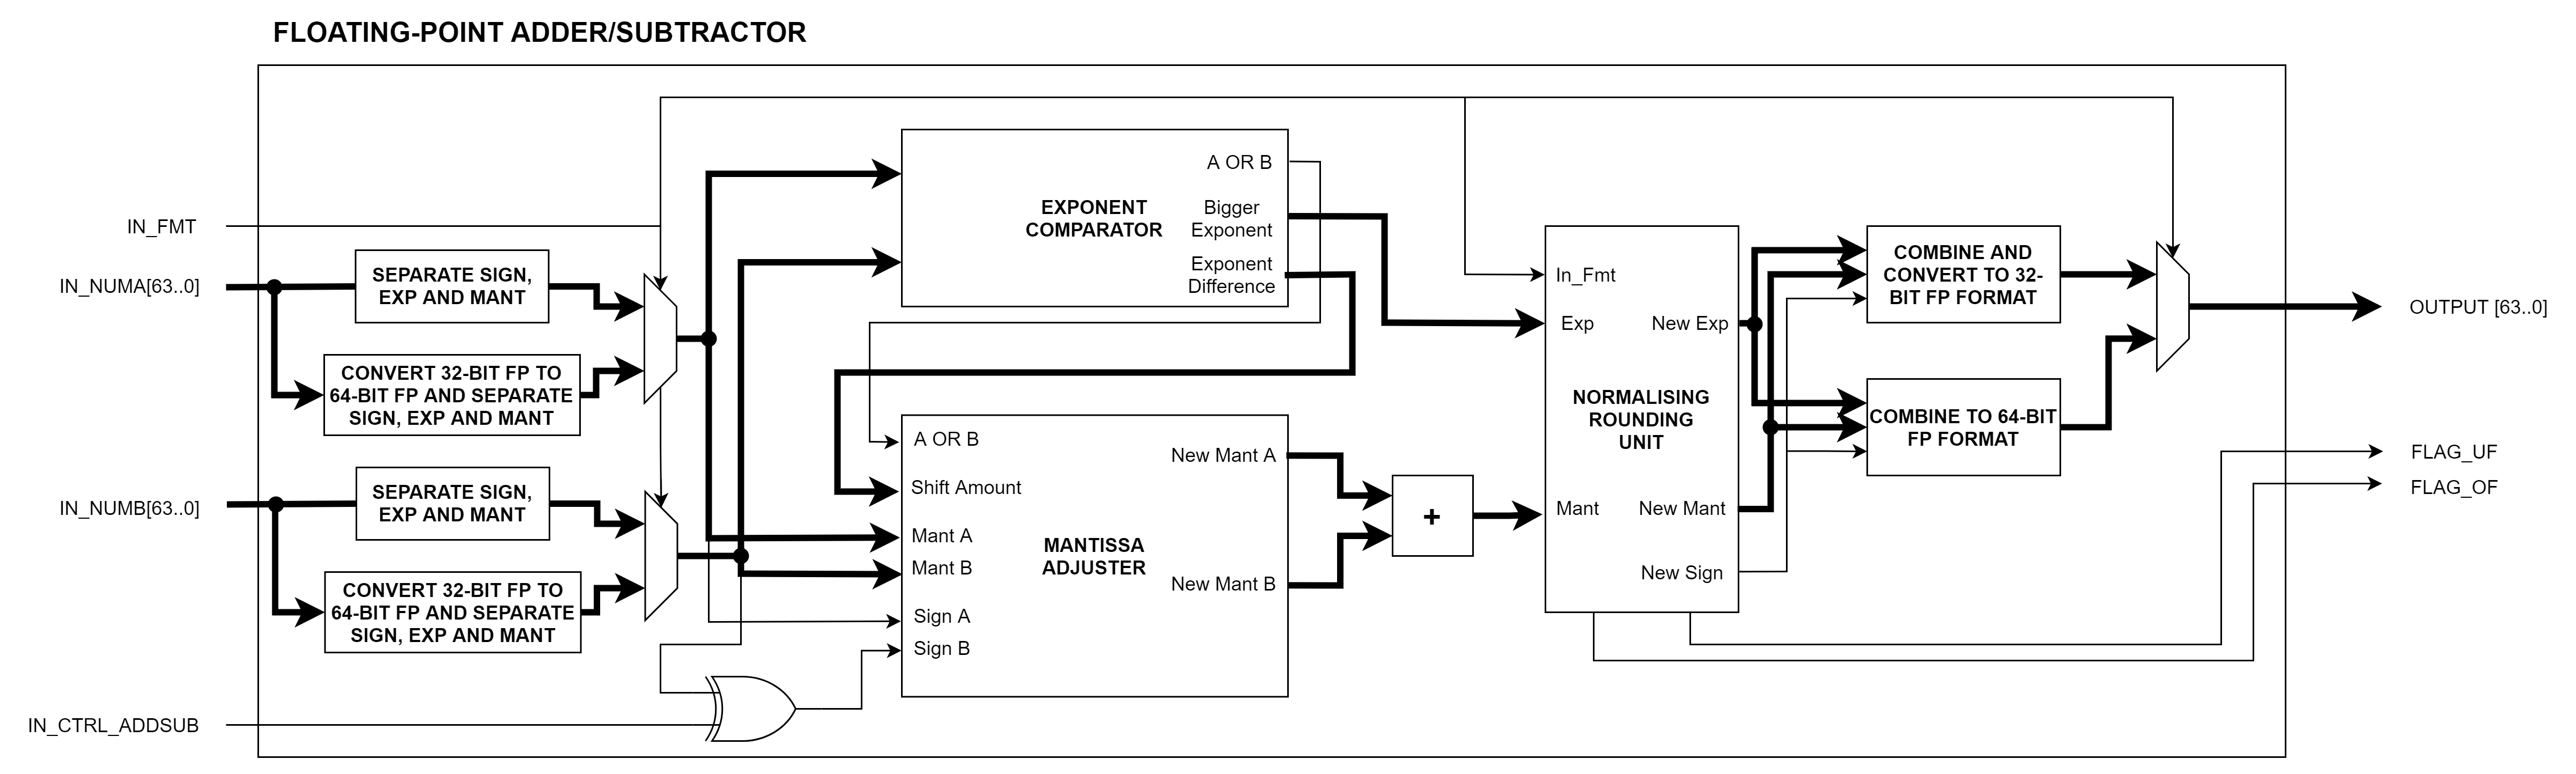 FLOATING-POINT ADDER/SUBTRACTOR
IN_FMT
IN_NUMA[63..0]
SEPARATE SIGN,
EXP AND MANT
CONVERT 32-BIT FP TO
64-BIT FP AND SEPARATE
SIGN, EXP AND MANT
IN_NUMB[63..0]
SEPARATE SIGN,
EXP AND MANT
CONVERT 32-BIT FP TO
64-BIT FP AND SEPARATE
SIGN, EXP AND MANT
IN_CTRL_ADDSUB
EXPONENT
COMPARATOR
A OR B
Bigger
Exponent
Exponent
Difference
A OR B
Shift Amount
Mant A
Mant B
Sign A
Sign B
MANTISSA
ADJUSTER
New Mant A
New Mant B
+
In_Fmt
Exp
Mant
NORMALISING
ROUNDING
UNIT
New Exp
New Mant
New Sign
COMBINE AND
CONVERT TO 32-
BIT FP FORMAT
COMBINE TO 64-BIT
FP FORMAT
OUTPUT [63..0]
FLAG_UF
FLAG_OF